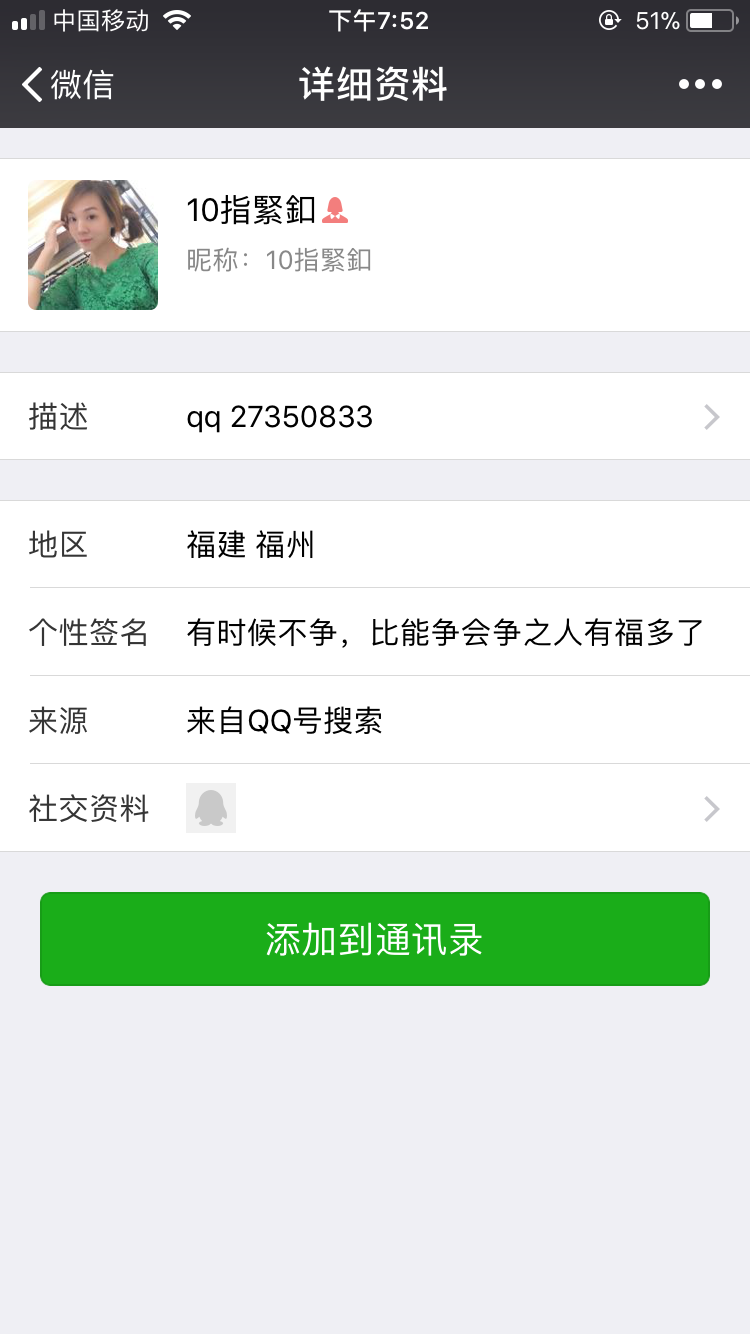 中国移动 下午7:52 51%
微信 详细资料
10指緊釦
昵称：10指緊釦
描述 qq 27350833
地区 福建 福州
个性签名 有时候不争，比能争会争之人有福多了
来源 来自QQ号搜索
社交资料
添加到通讯录